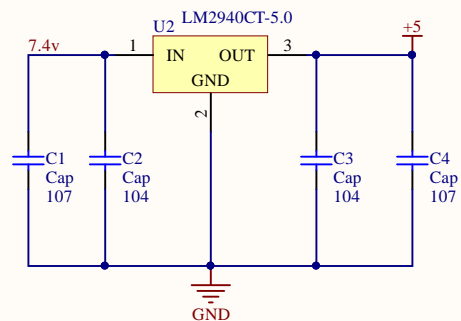 U2 LM2940CT-5.0
7.4v 1 IN OUT 3 +5
GND
2
C1 C2 C3 C4
Cap Cap Cap Cap
107 104 104 107
GND